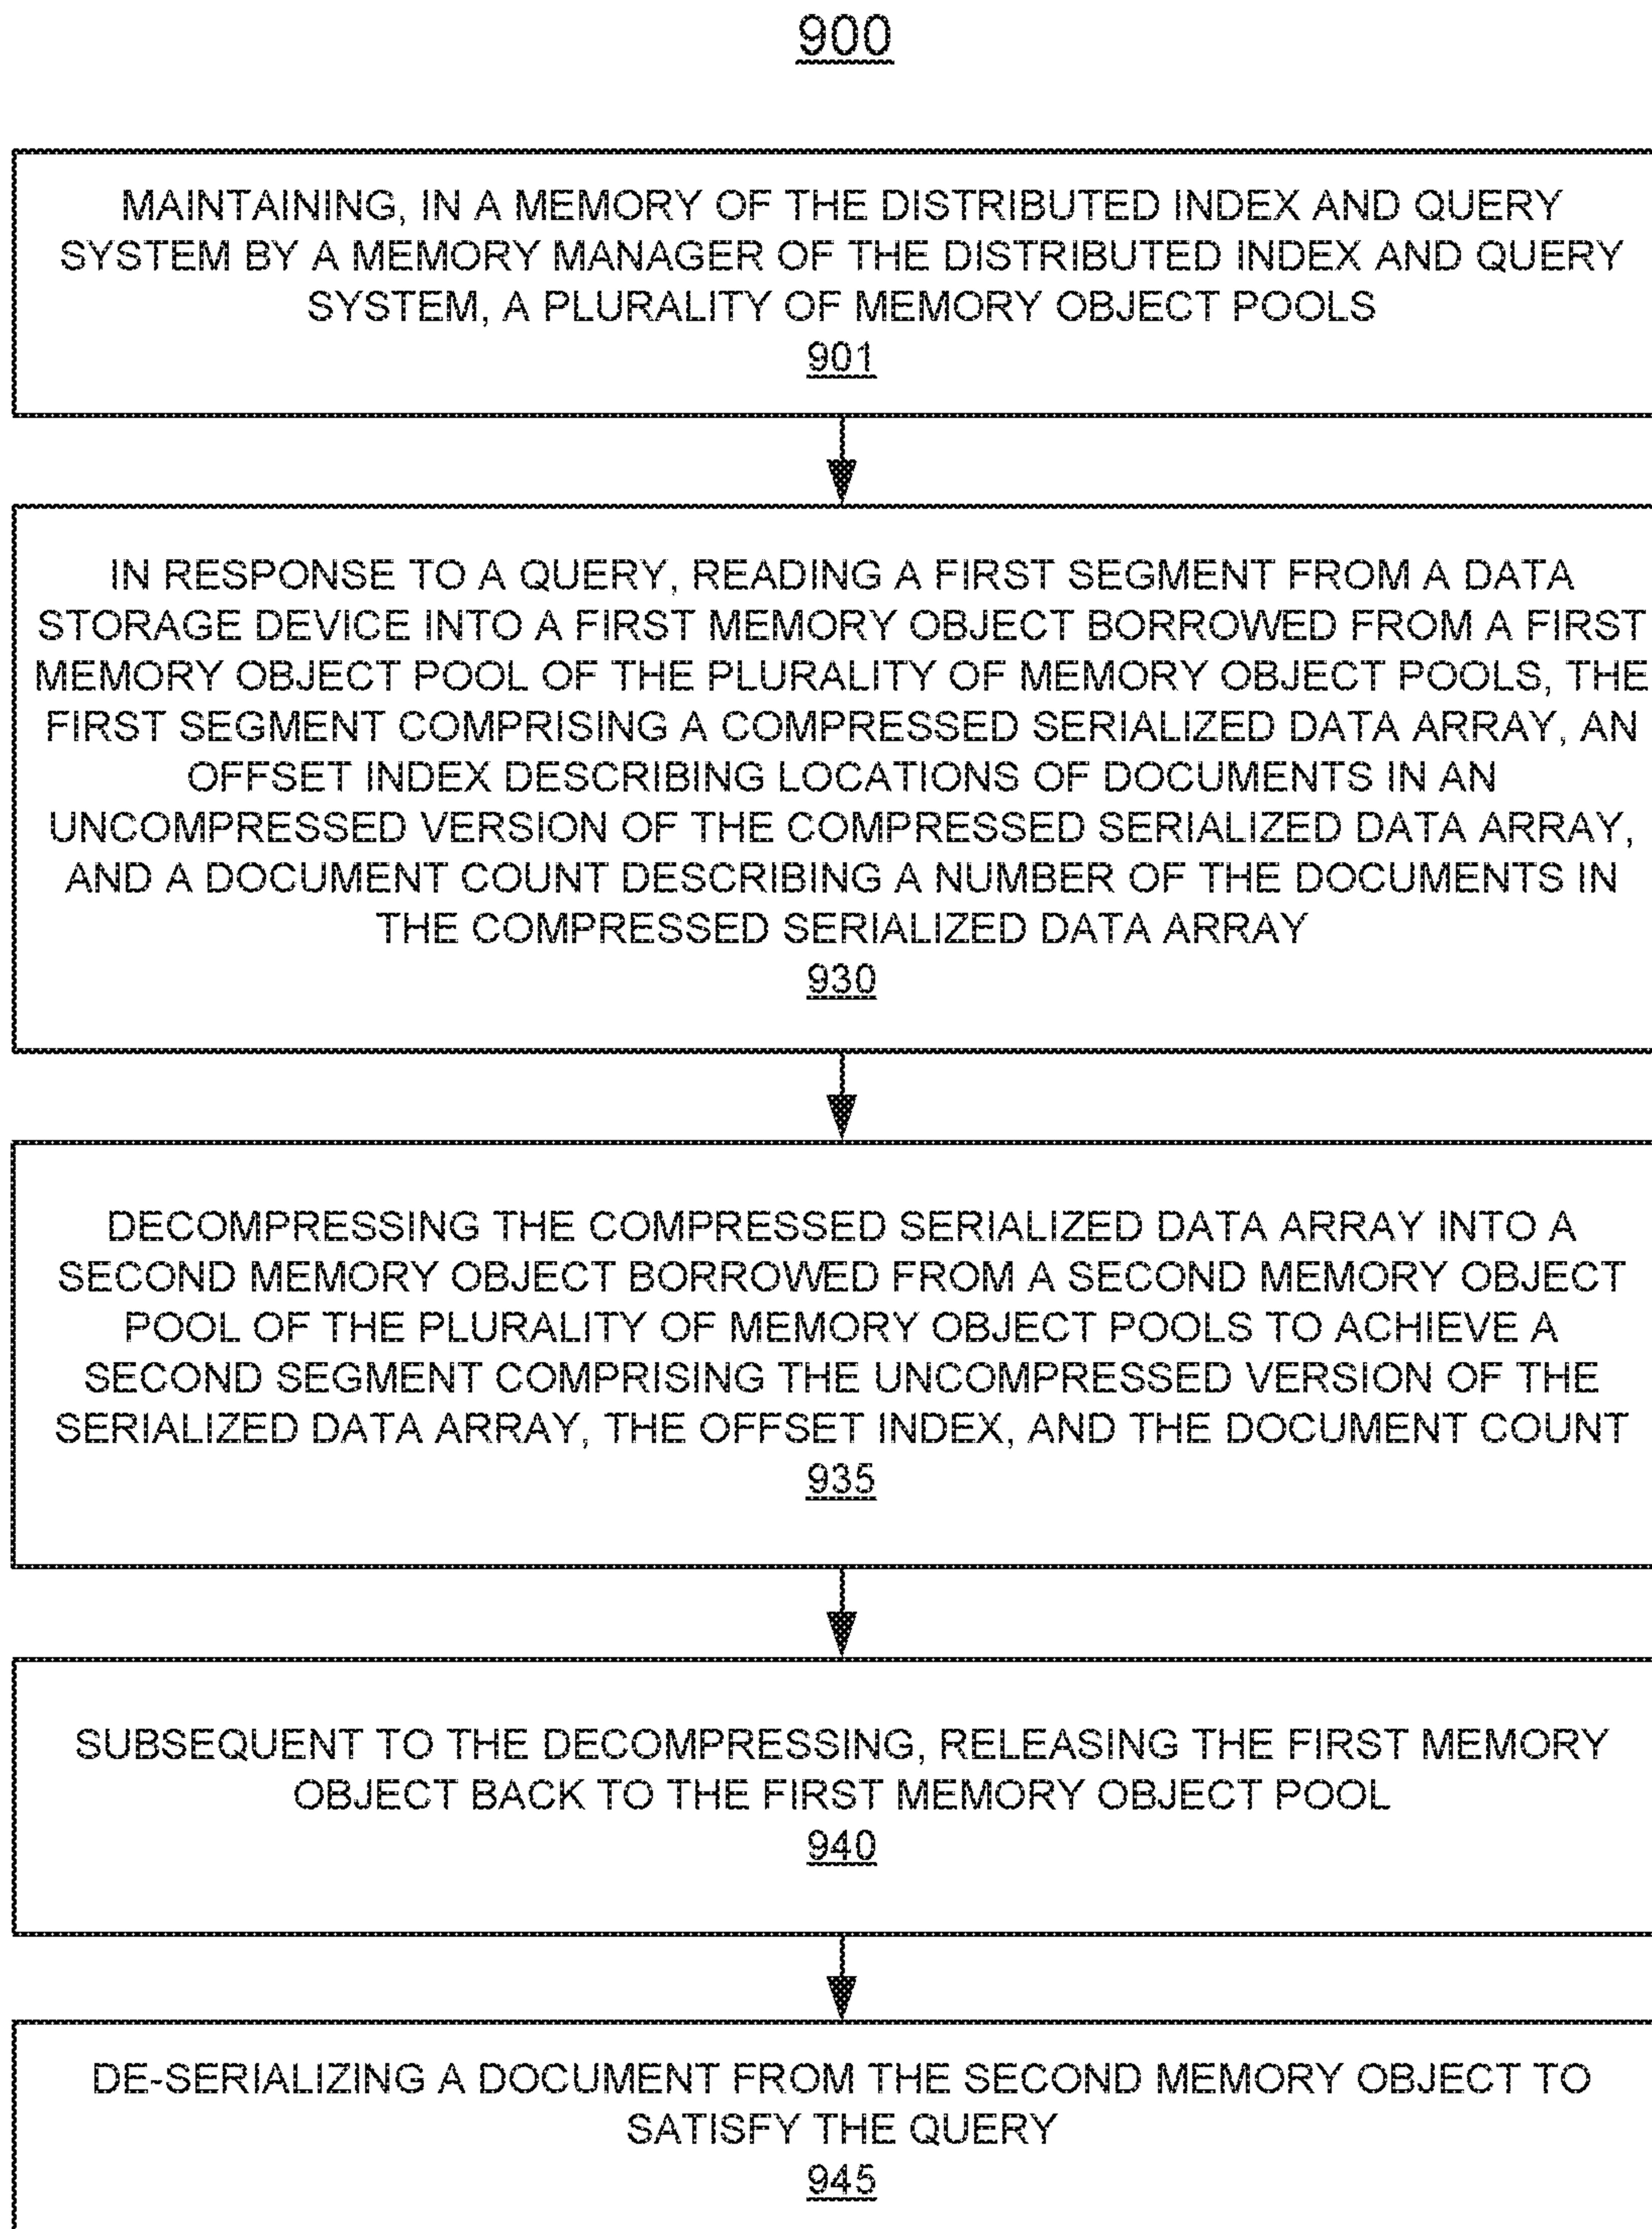 900
MAINTAINING, IN A MEMORY OF THE DISTRIBUTED INDEX AND QUERY
SYSTEM BY A MEMORY MANAGER OF THE DISTRIBUTED INDEX AND QUERY
SYSTEM, A PLURALITY OF MEMORY OBJECT POOLS
901
IN RESPONSE TO A QUERY, READING A FIRST SEGMENT FROM A DATA
STORAGE DEVICE INTO A FIRST MEMORY OBJECT BORROWED FROM A FIRST
MEMORY OBJECT POOL OF THE PLURALITY OF MEMORY OBJECT POOLS, THE
FIRST SEGMENT COMPRISING A COMPRESSED SERIALIZED DATA ARRAY, AN
OFFSET INDEX DESCRIBING LOCATIONS OF DOCUMENTS IN AN
UNCOMPRESSED VERSION OF THE COMPRESSED SERIALIZED DATA ARRAY,
AND A DOCUMENT COUNT DESCRIBING A NUMBER OF THE DOCUMENTS IN
THE COMPRESSED SERIALIZED DATA ARRAY
930
DECOMPRESSING THE COMPRESSED SERIALIZED DATA ARRAY INTO A
SECOND MEMORY OBJECT BORROWED FROM A SECOND MEMORY OBJECT
POOL OF THE PLURALITY OF MEMORY OBJECT POOLS TO ACHIEVE A
SECOND SEGMENT COMPRISING THE UNCOMPRESSED VERSION OF THE
SERIALIZED DATA ARRAY, THE OFFSET INDEX, AND THE DOCUMENT COUNT
935
SUBSEQUENT TO THE DECOMPRESSING, RELEASING THE FIRST MEMORY
OBJECT BACK TO THE FIRST MEMORY OBJECT POOL
940
DE-SERIALIZING A DOCUMENT FROM THE SECOND MEMORY OBJECT TO
SATISFY THE QUERY
945